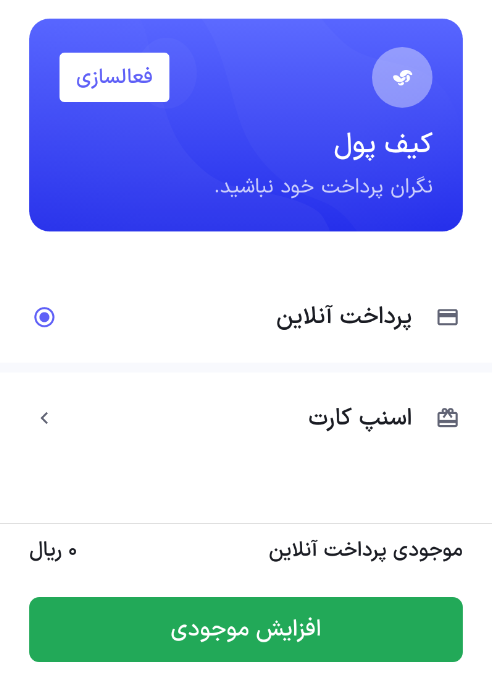 فعالسازی
کیف پول
نگران پرداخت خود نباشید.
پرداخت آنلاین
اسنپ کارت
موجودی پرداخت آنلاین
۰ ریال
افزایش موجودی